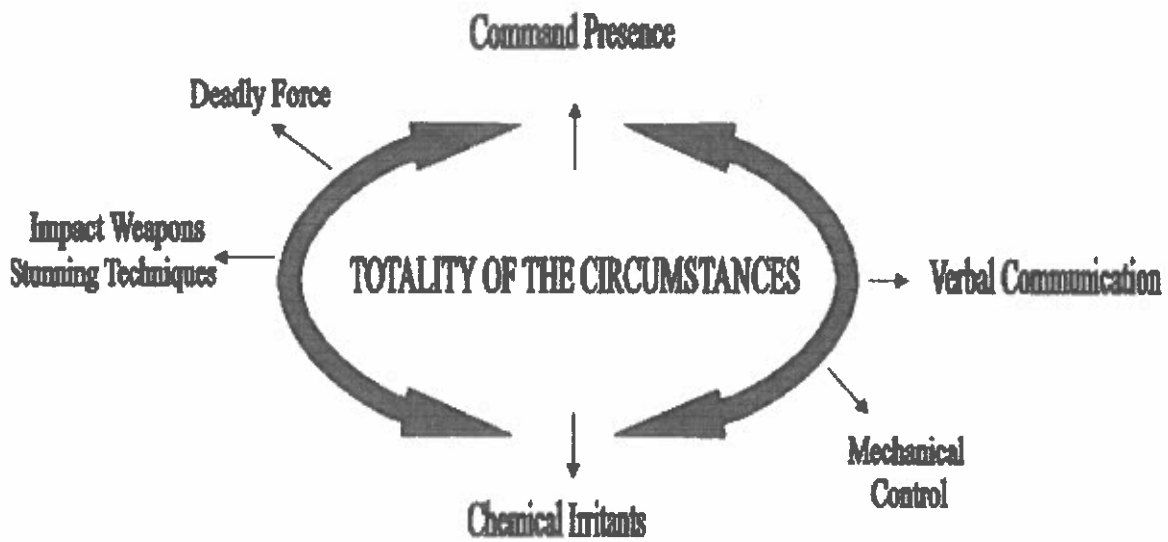 Command Presence
Deadly Force
Impact Weapons
Stunning Techniques
TOTALITY OF THE CIRCUMSTANCES
Verbal Communication
Mechanical
Control
Chemical Irritants